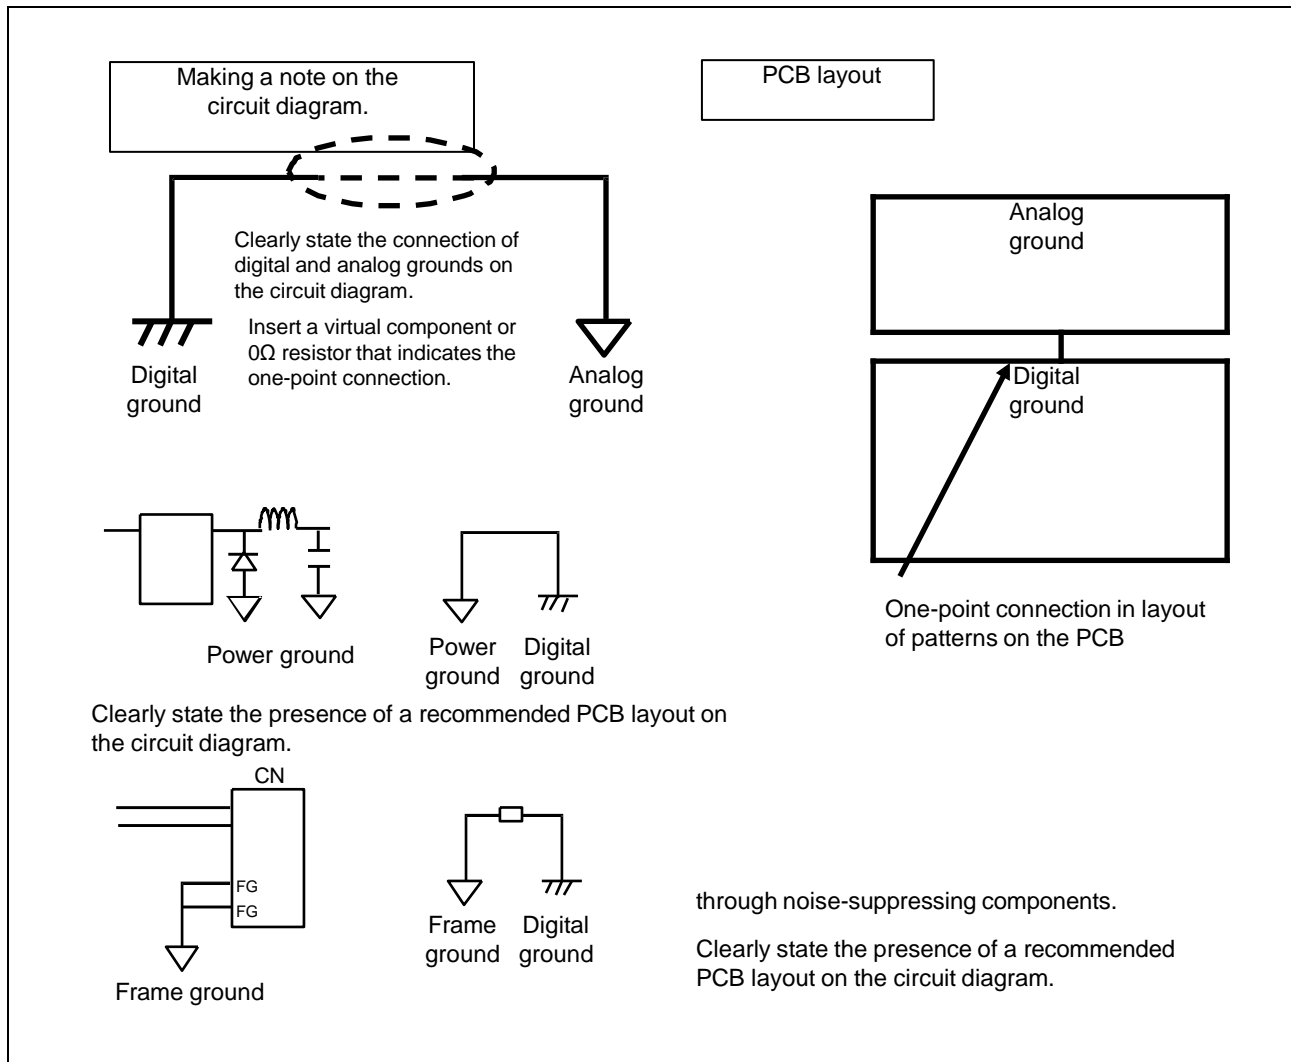 Making a note on the
circuit diagram.
PCB layout
Clearly state the connection of
digital and analog grounds on
the circuit diagram.
Insert a virtual component or
0Ω resistor that indicates the
one-point connection.
Digital
ground
Analog
ground
Analog
ground
Digital
ground
One-point connection in layout
of patterns on the PCB
Power ground
Power
ground
Digital
ground
Clearly state the presence of a recommended PCB layout on
the circuit diagram.
CN
FG
FG
Frame ground
Frame
ground
Digital
ground
through noise-suppressing components.
Clearly state the presence of a recommended
PCB layout on the circuit diagram.